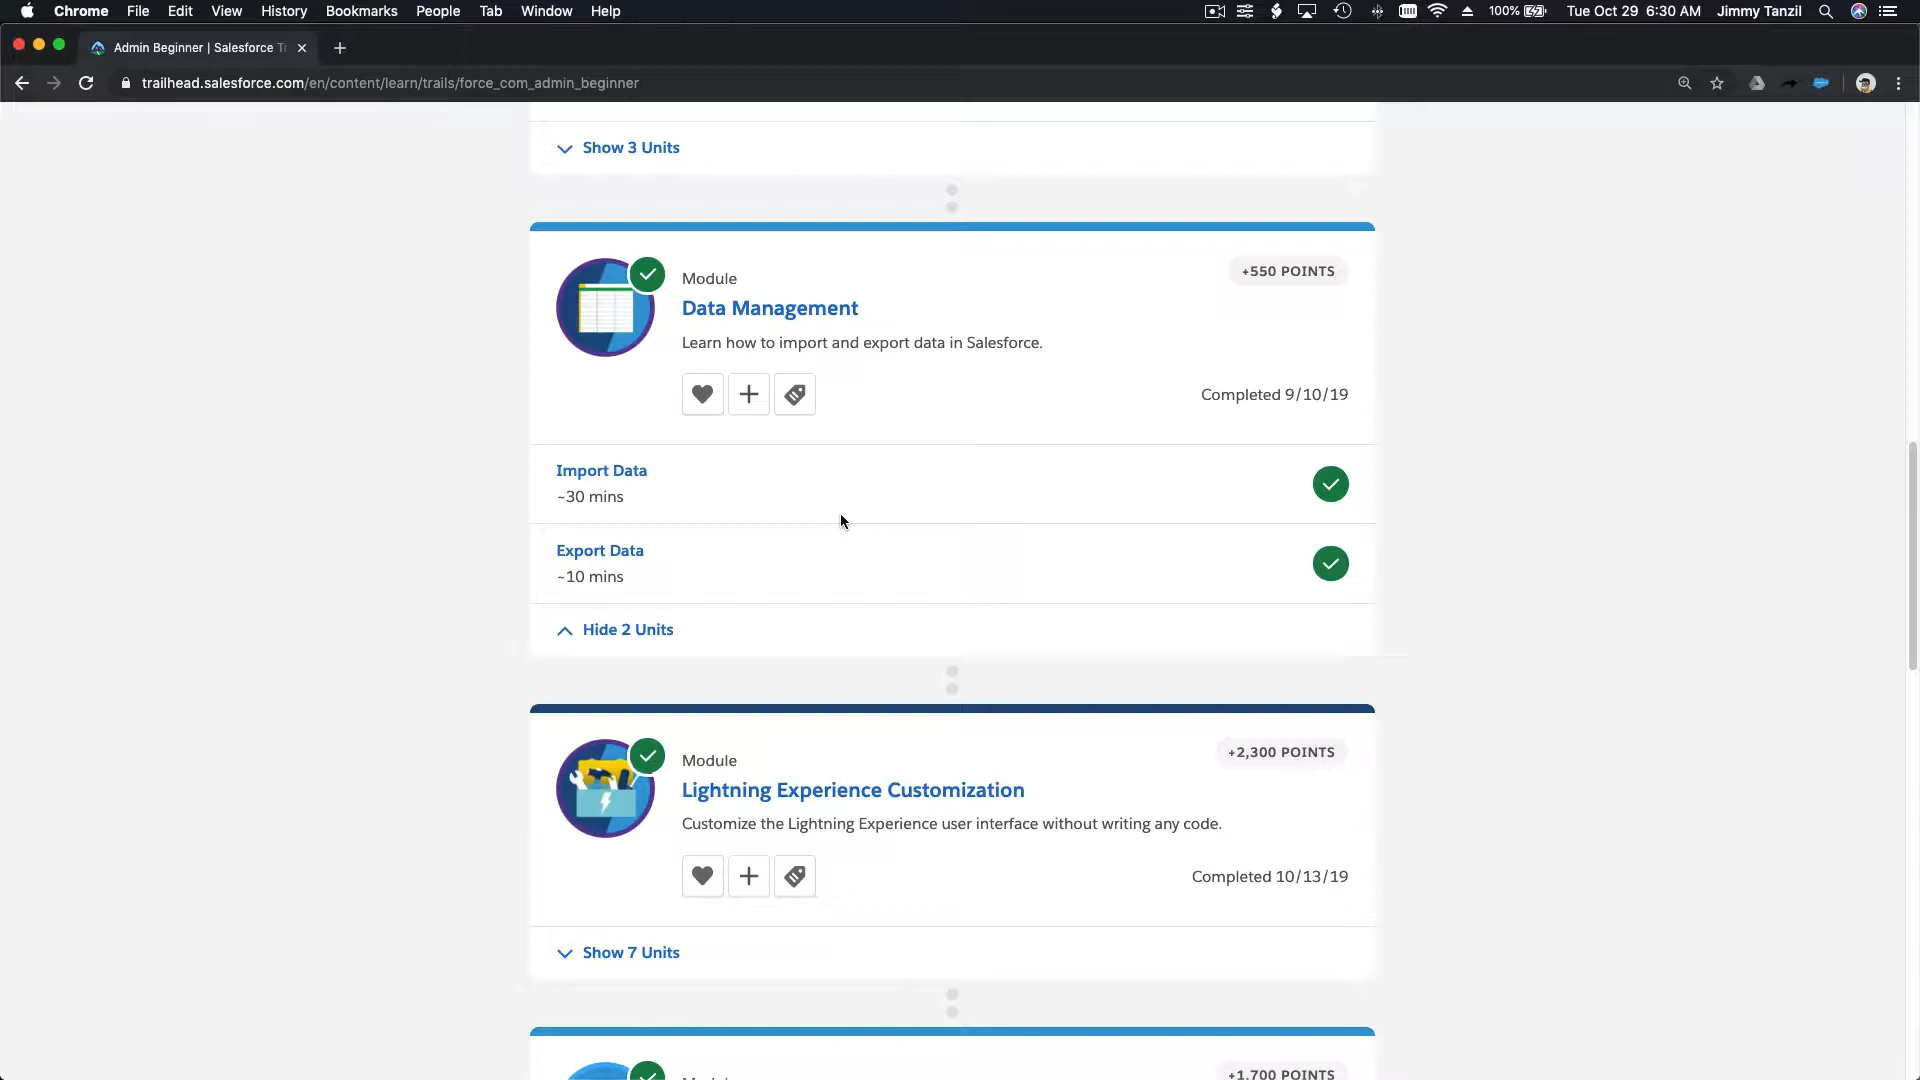 Chrome File Edit View History Bookmarks People Tab Window Help 100% Tue Oct 29 6:30 AM Jimmy Tanzil
Admin Beginner | Salesforce Tr
trailhead.salesforce.com/en/content/learn/trails/force_com_admin_beginner
Show 3 Units
+550 POINTS
Module
Data Management
Learn how to import and export data in Salesforce.
Completed 9/10/19
Import Data
~30 mins
Export Data
~10 mins
Hide 2 Units
+2,300 POINTS
Module
Lightning Experience Customization
Customize the Lightning Experience user interface without writing any code.
Completed 10/13/19
Show 7 Units
+1,700 POINTS